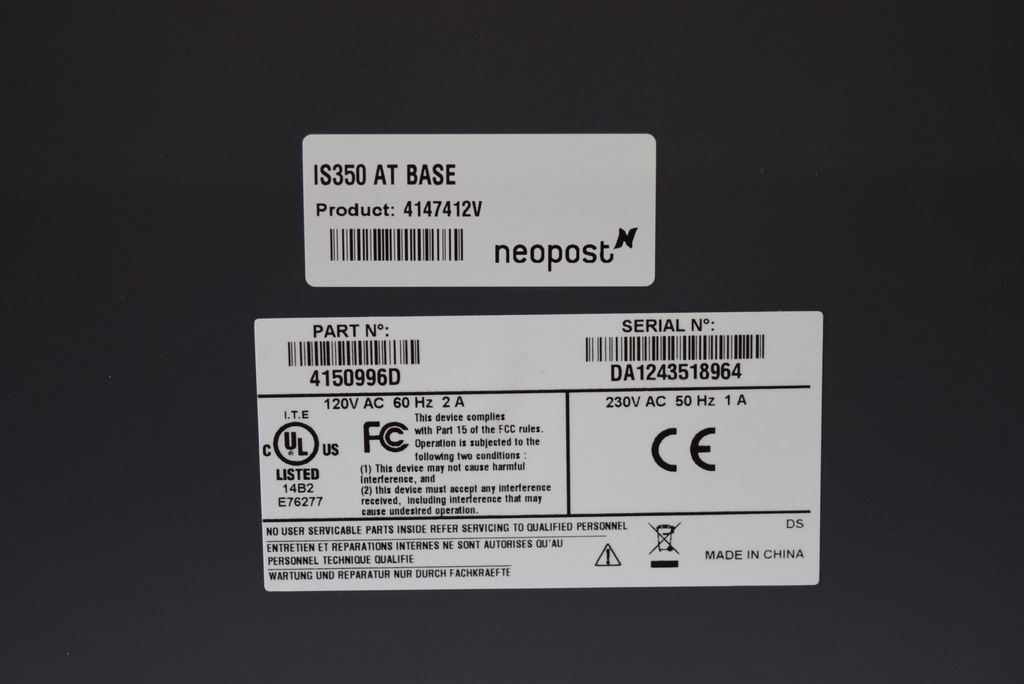 IS350 AT BASE
Product: 4147412V
neopost
PART N°:
4150996D
SERIAL N°:
DA1243518964
120V AC 60 Hz 2 A
I.T.E
C UL US
LISTED
14B2
E76277
FC
This device complies
with Part 15 of the FCC rules.
Operation is subjected to the
following two conditions :
(1) This device may not cause harmful
Interference, and
(2) this device must accept any interference
received, including interference that may
cause undesired operation.
230V AC 50 Hz 1 A
CE
NO USER SERVICABLE PARTS INSIDE REFER SERVICING TO QUALIFIED PERSONNEL
ENTRETIEN ET REPARATIONS INTERNES NE SONT AUTORISES QU'AU
PERSONNEL TECHNIQUE QUALIFIE
WARTUNG UND REPARATUR NUR DURCH FACHKRAEFTE
DS
MADE IN CHINA